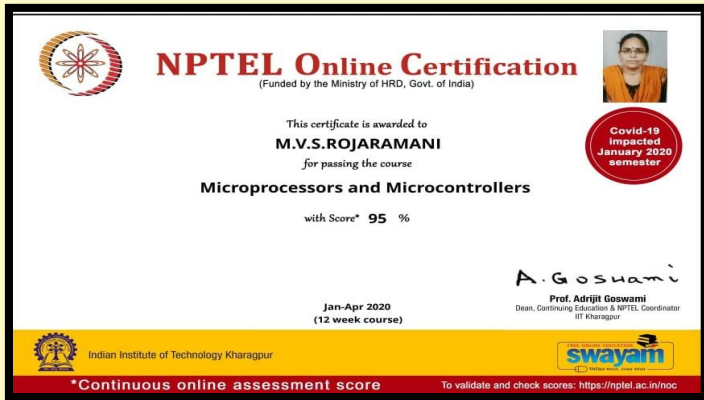 NPTEL Online Certification
(Funded by the Ministry of HRD, Govt. of India)
This certificate is awarded to
M.V.S.ROJARAMANI
for passing the course
Microprocessors and Microcontrollers
with Score* 95 %
Covid-19
impacted
January 2020
semester
Jan-Apr 2020
(12 week course)
A. Goswami
Prof. Adrijit Goswami
Dean, Continuing Education & NPTEL Coordinator
IIT Kharagpur
Indian Institute of Technology Kharagpur
FREE ONLINE EDUCATION
swayam
*Continuous online assessment score
To validate and check scores: https://nptel.ac.in/noc